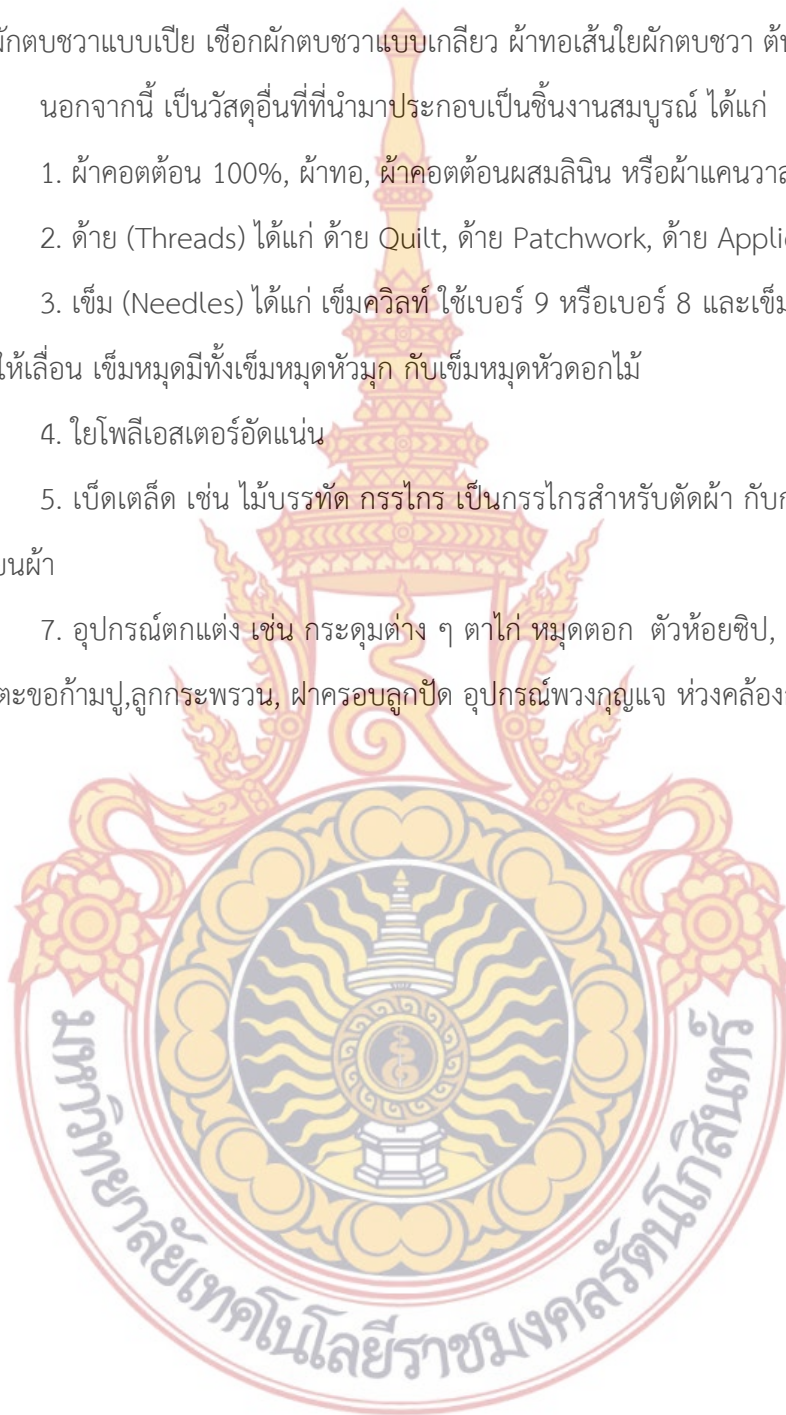 ผักตบชวาแบบเปีย เชือกผักตบชวาแบบเกลียว ผ้าทอเส้นใยผักตบชวา
นอกจากนี้ เป็นวัสดุอื่นที่ที่นำมาประกอบเป็นชิ้นงานสมบูรณ์ ได้แก่
1. ผ้าคอตต้อน 100%, ผ้าทอ, ผ้าคอตต้อนผสมลินิน หรือผ้าแคนวาส
2. ด้าย (Threads) ได้แก่ ด้าย Quilt, ด้าย Patchwork, ด้าย Appli
3. เข็ม (Needles) ได้แก่ เข็มควิลท์ ใช้เบอร์ 9 หรือเบอร์ 8 และเข็ม
ให้เลื่อน เข็มหมุดมีทั้งเข็มหมุดหัวมุก กับเข็มหมุดหัวดอกไม้
4. ใยโพลีเอสเตอร์อัดแน่น
5. เบ็ดเตล็ด เช่น ไม้บรรทัด กรรไกร เป็นกรรไกรสำหรับตัดผ้า กับ
บนผ้า
7. อุปกรณ์ตกแต่ง เช่น กระดุมต่าง ๆ ตาไก่ หมุดตอก ตัวห้อยซิป,
ตะขอก้ามปู,ลูกกระพรวน, ฝาครอบลูกปัด อุปกรณ์พวงกุญแจ ห่วงคล้อง
มหาวิทยาลัยเทคโนโลยีราชมงคลรัตนโกสินทร์